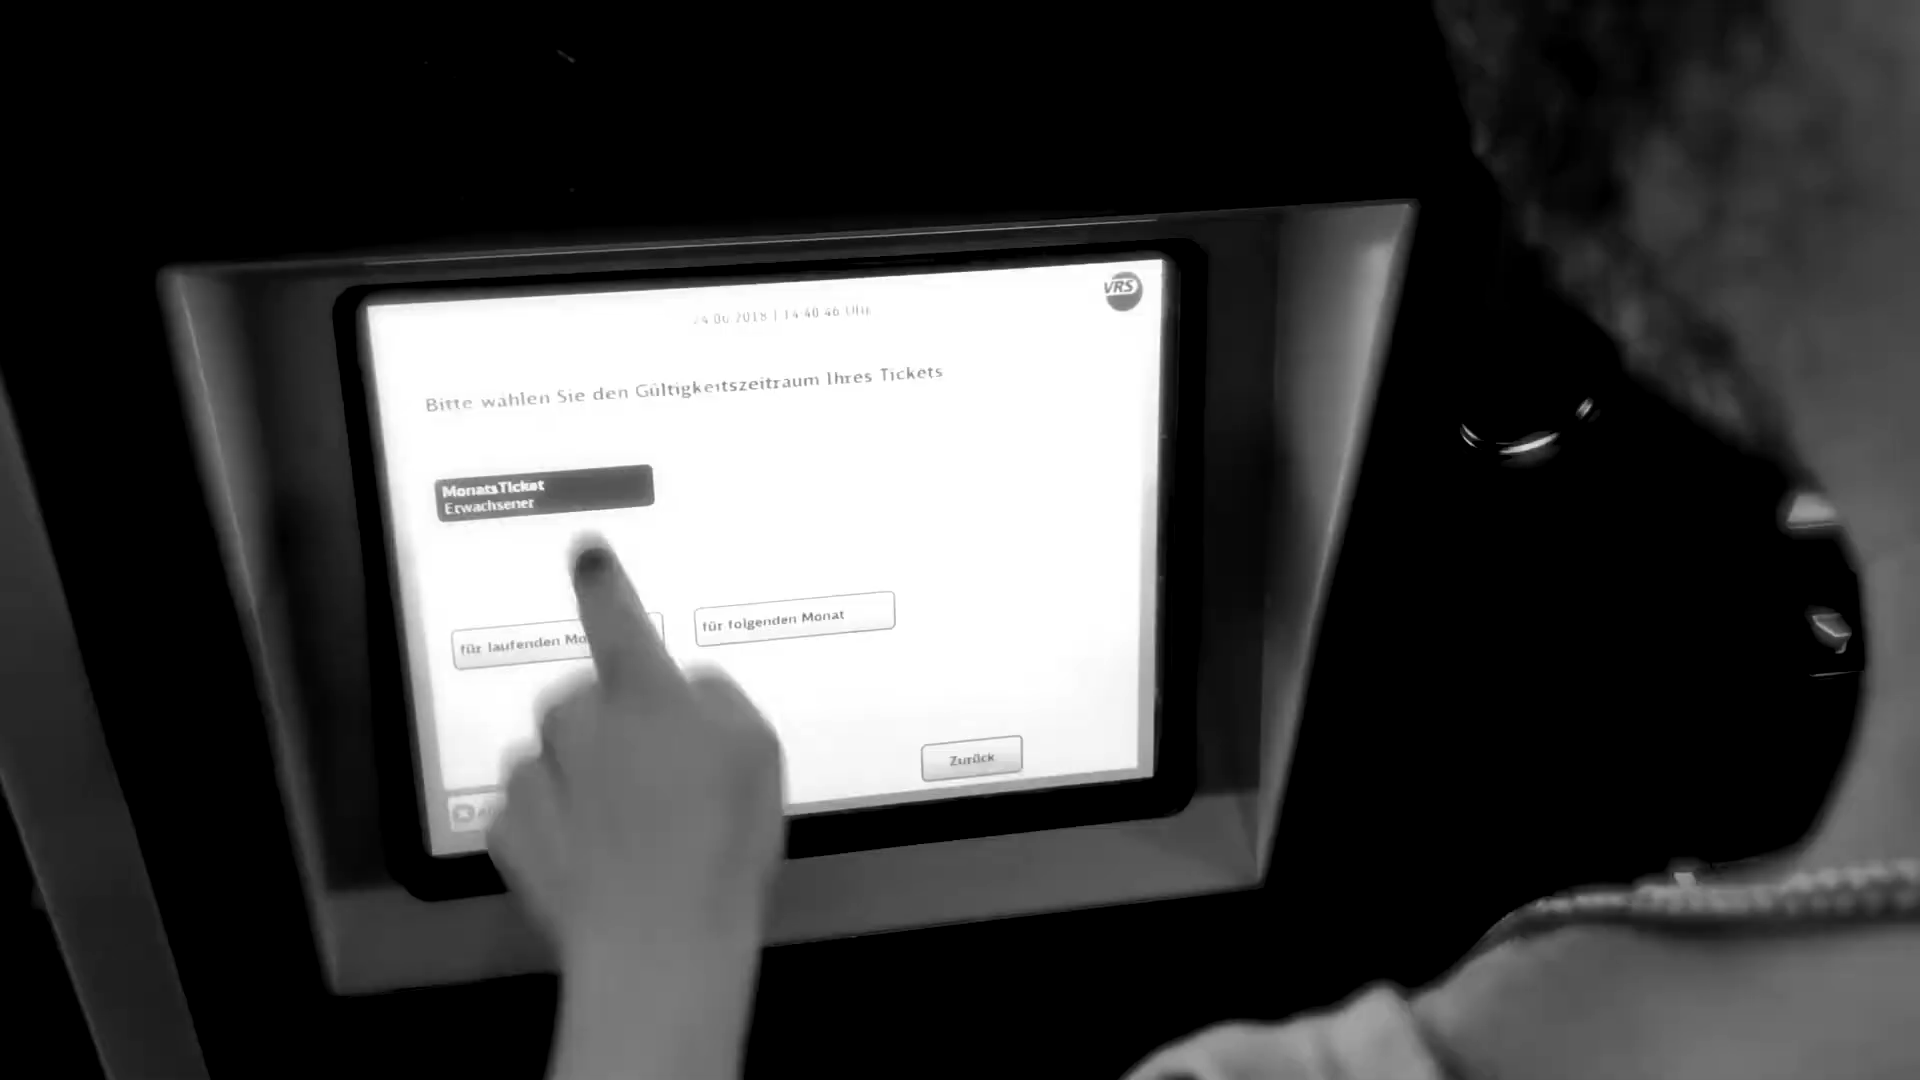 VRS
24.06.2018 | 14:40:46 Uhr
Bitte wählen Sie den Gültigkeitszeitraum Ihres Tickets
MonatsTicket
Erwachsener
für laufenden Mo
für folgenden Monat
Zurück